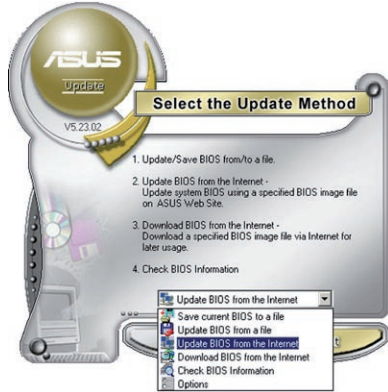 ASUS
Update
V5.23.02
Select the Update Method
1. Update/Save BIOS from/to a file.
2. Update BIOS from the Internet -
Update system BIOS using a specified BIOS image file
on ASUS Web Site.
3. Download BIOS from the Internet -
Download a specified BIOS image file via Internet for
later usage.
4. Check BIOS Information
Update BIOS from the Internet
Save current BIOS to a file
Update BIOS from a file
Update BIOS from the Internet
Download BIOS from the Internet
Check BIOS Information
Options